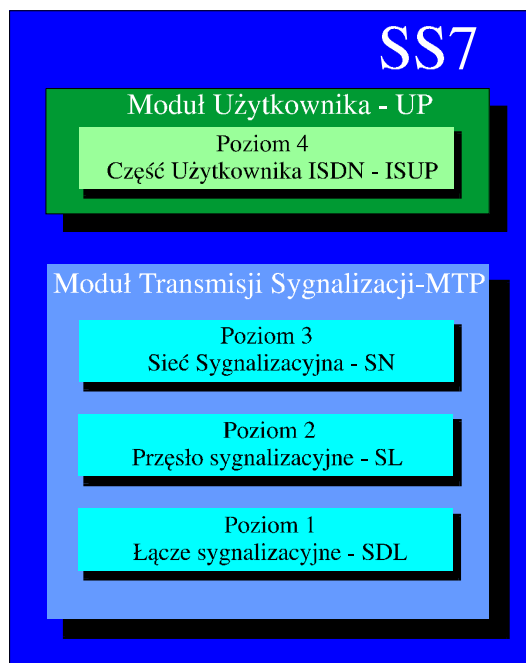 SS7
Moduł Użytkownika - UP
Poziom 4
Część Użytkownika ISDN - ISUP
Moduł Transmisji Sygnalizacji-MTP
Poziom 3
Sieć Sygnalizacyjna - SN
Poziom 2
Przęsło sygnalizacyjne - SL
Poziom 1
Łącze sygnalizacyjne - SDL